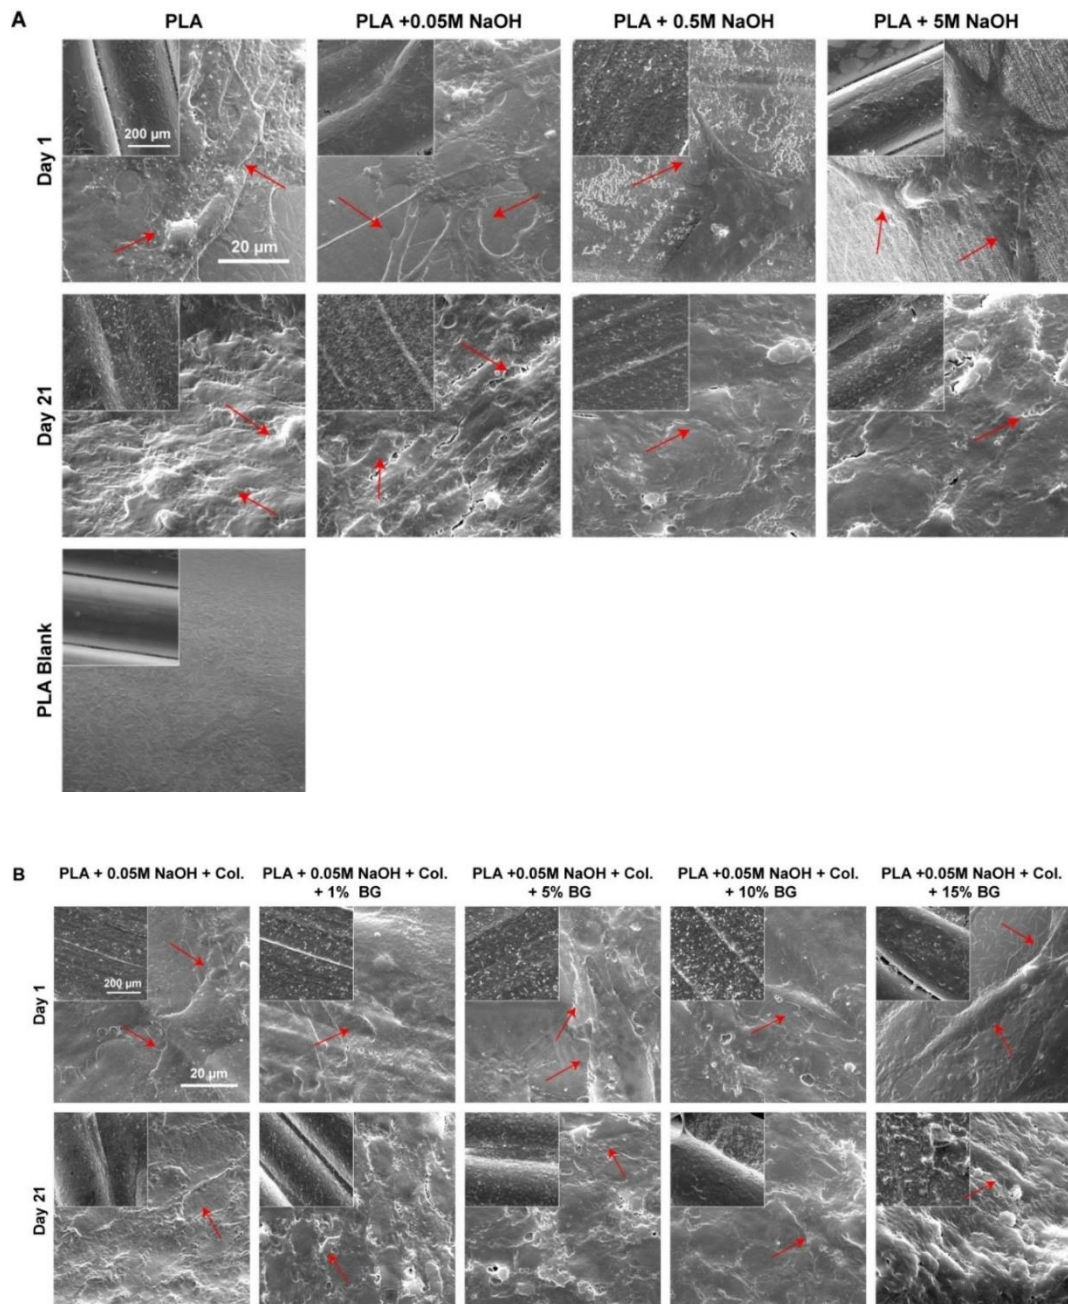 A
PLA
PLA +0.05M NaOH
PLA + 0.5M NaOH
PLA + 5M NaOH
Day 1
200 µm
20 µm
Day 21
PLA Blank
B
PLA + 0.05M NaOH + Col.
PLA + 0.05M NaOH + Col.
+ 1% BG
PLA +0.05M NaOH + Col.
+ 5% BG
PLA +0.05M NaOH + Col.
+ 10% BG
PLA +0.05M NaOH + Col.
+ 15% BG
Day 1
200 µm
20 µm
Day 21